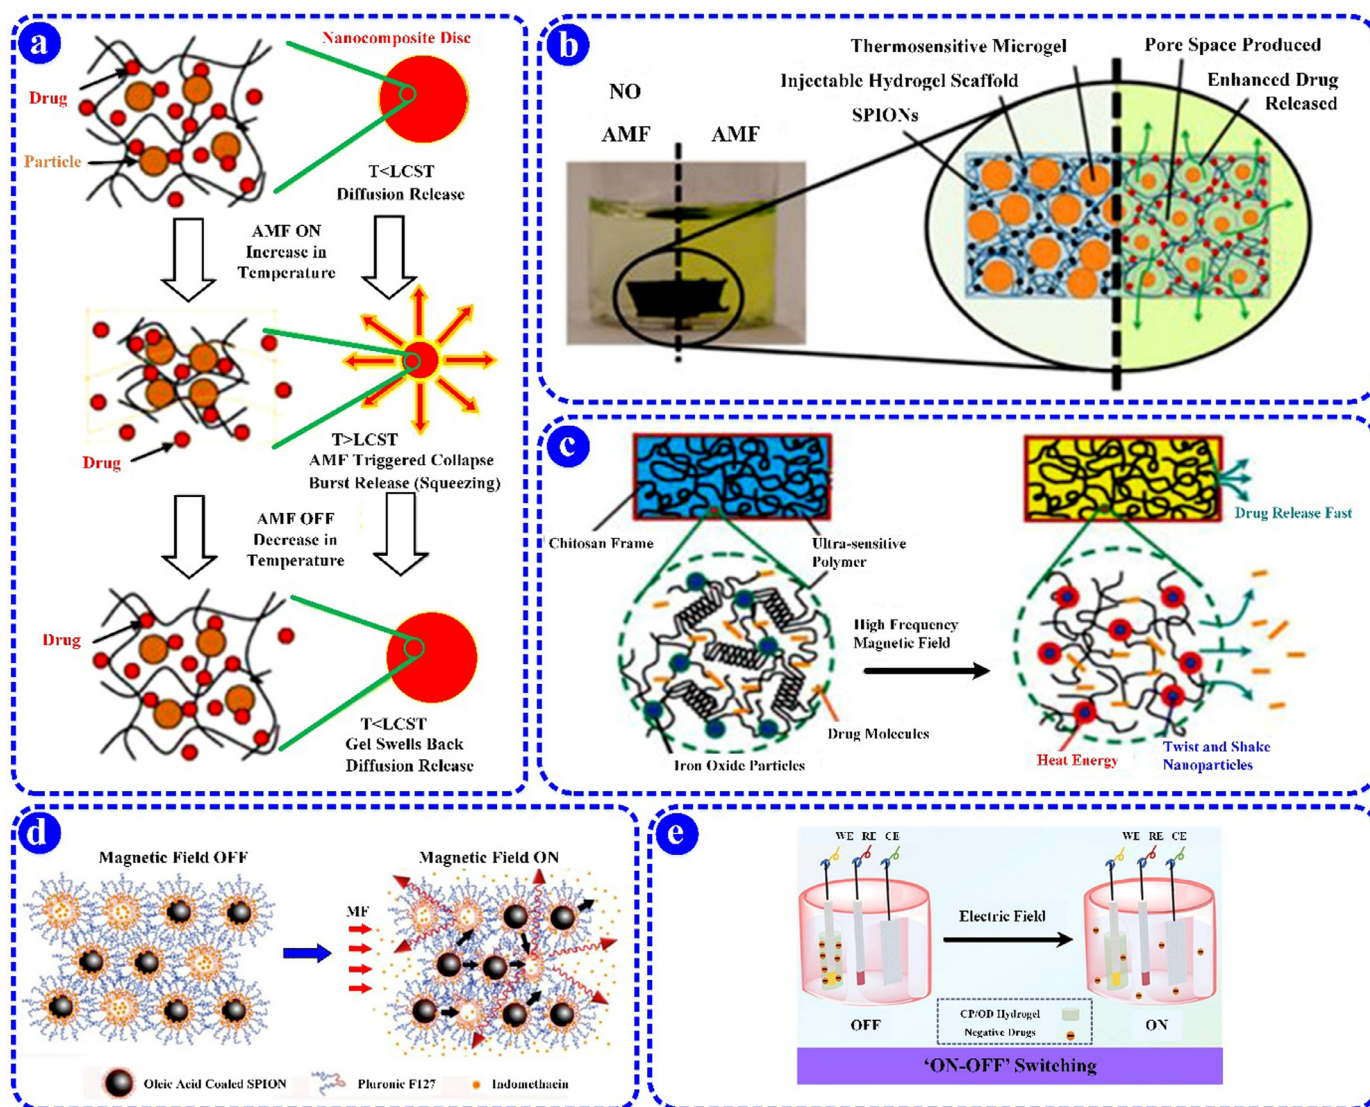 a
Nanocomposite Disc
Drug
Particle
T<LCST
Diffusion Release
AMF ON
Increase in
Temperature
T>LCST
AMF Triggered Collapse
Burst Release (Squeezing)
Drug
AMF OFF
Decrease in
Temperature
Drug
T<LCST
Gel Swells Back
Diffusion Release
b
NO
AMF
AMF
Thermosensitive Microgel
Injectable Hydrogel Scaffold
SPIONs
Pore Space Produced
Enhanced Drug
Released
c
Chitosan Frame
Ultra-sensitive
Polymer
Drug Release Fast
High Frequency
Magnetic Field
Drug Molecules
Iron Oxide Particles
Heat Energy
Twist and Shake
Nanoparticles
d
Magnetic Field OFF
Magnetic Field ON
MF
Oleic Acid Coaled SPION
Pluronic F127
Indomethacin
e
WE RE CE
WE RE CE
Electric Field
OFF
ON
CP/OD Hydrogel
Negative Drugs
‘ON-OFF’ Switching